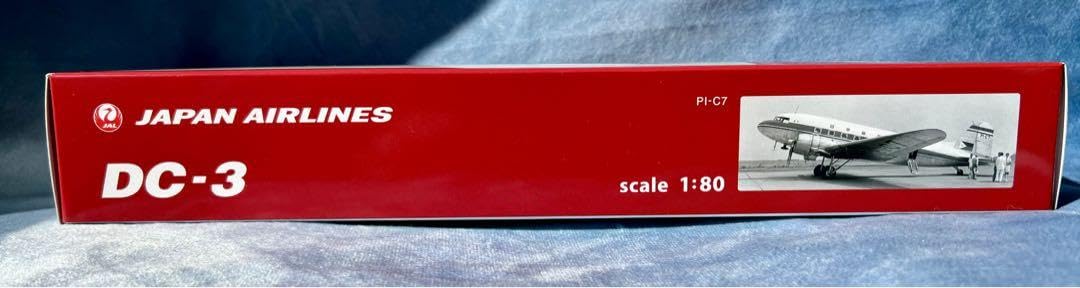 JAL
JAPAN AIRLINES
DC-3
PI-C7
scale 1:80